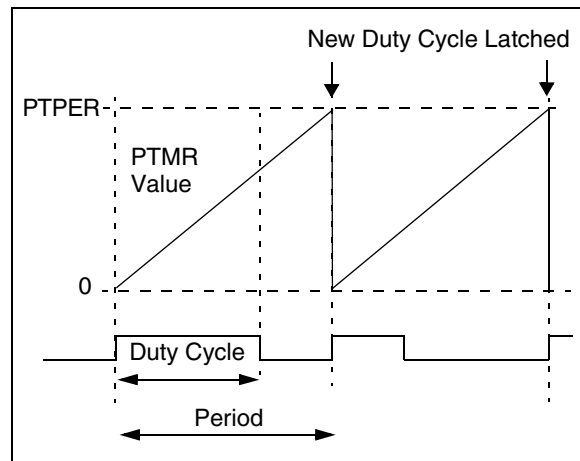 New Duty Cycle Latched
PTPER
PTMR
Value
0
Duty Cycle
Period